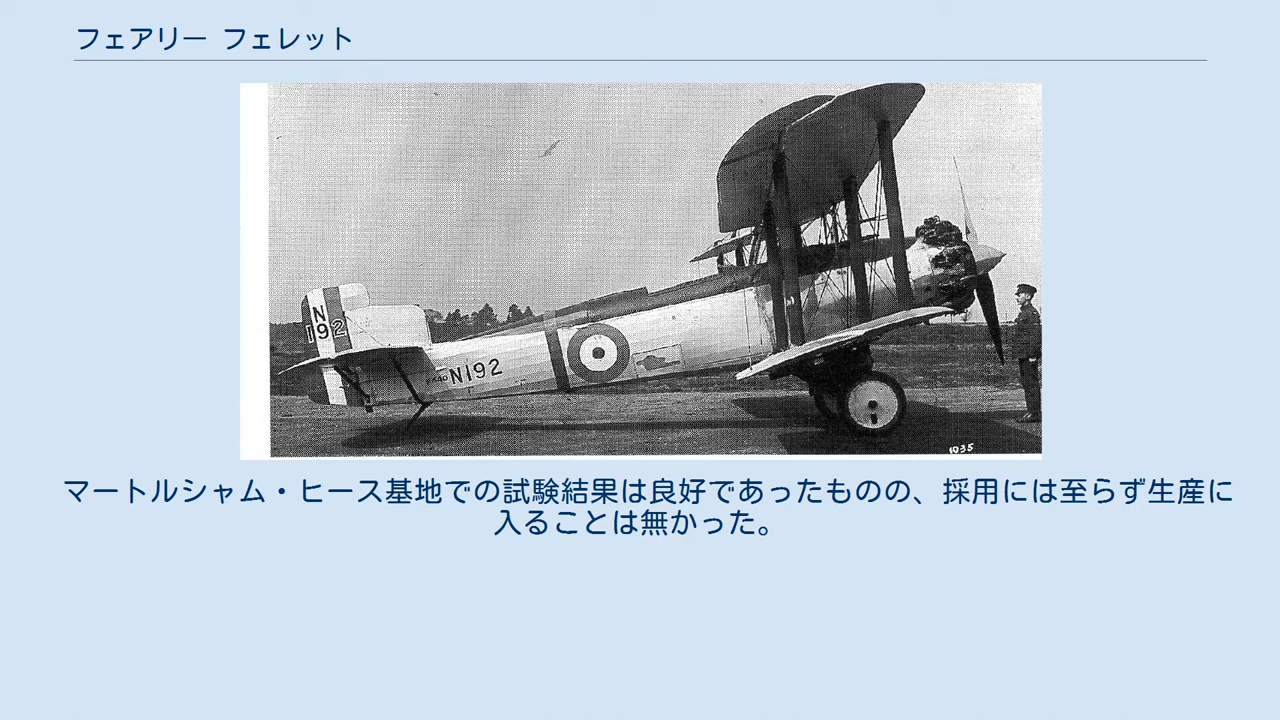 フェアリー フェレット
N
192
N192
1035
マートルシャム・ヒース基地での試験結果は良好であったものの、採用には至らず生産に
入ることは無かった。